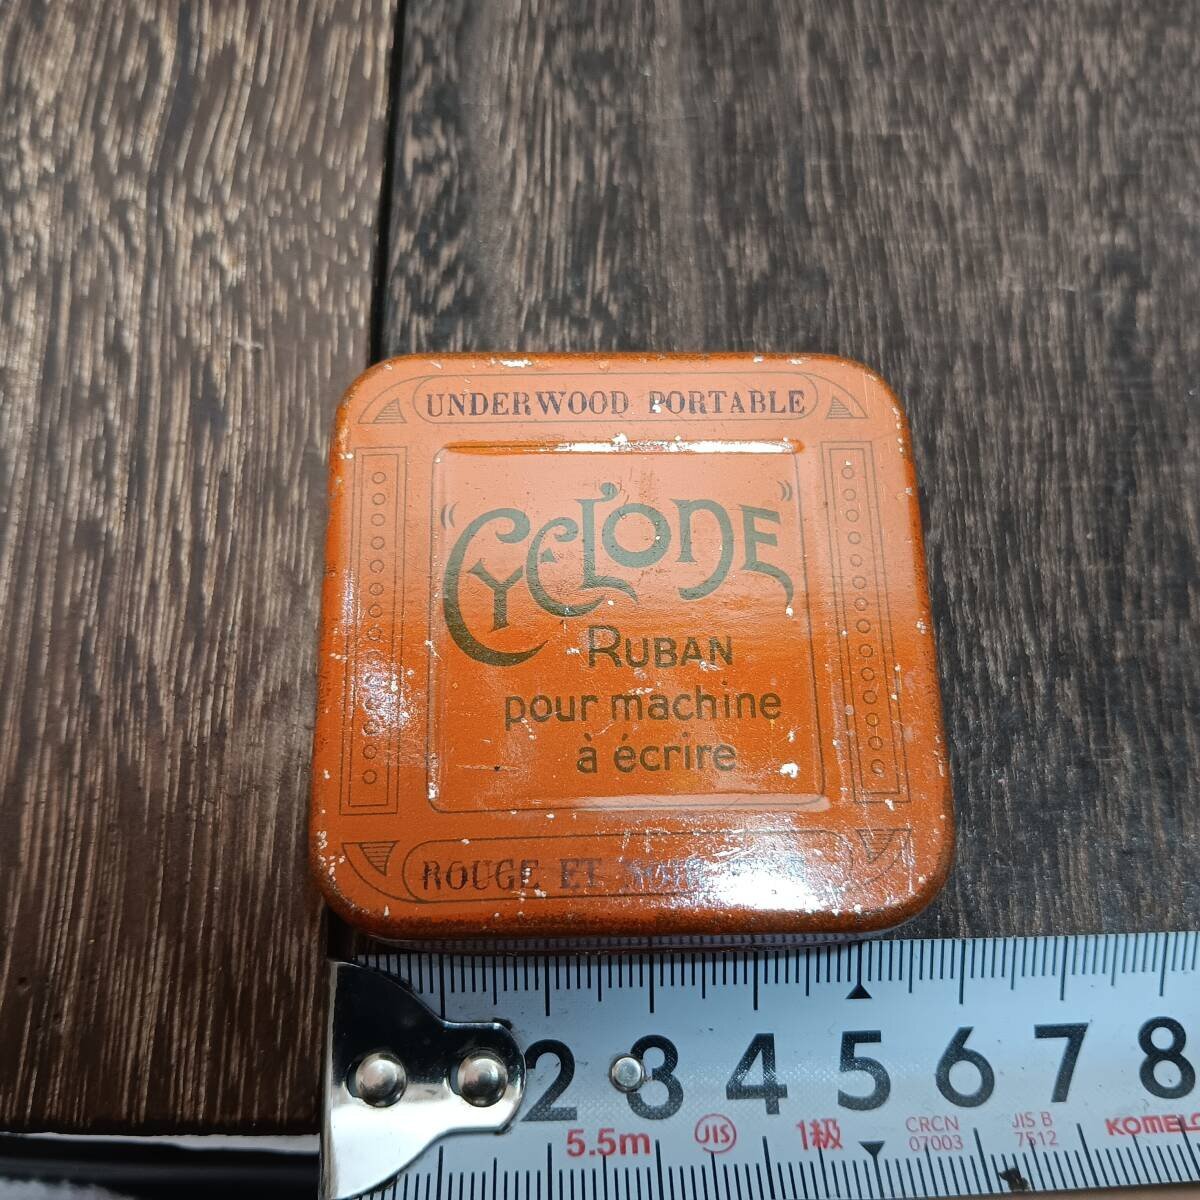 UNDERWOOD PORTABLE
"CYCLONE"
RUBAN
pour machine
à écrire
ROUGE ET NOIR
2 3 4 5 6 7 8
5.5m JIS 1級 CRCN 07003 JIS B 7512 KOMELO